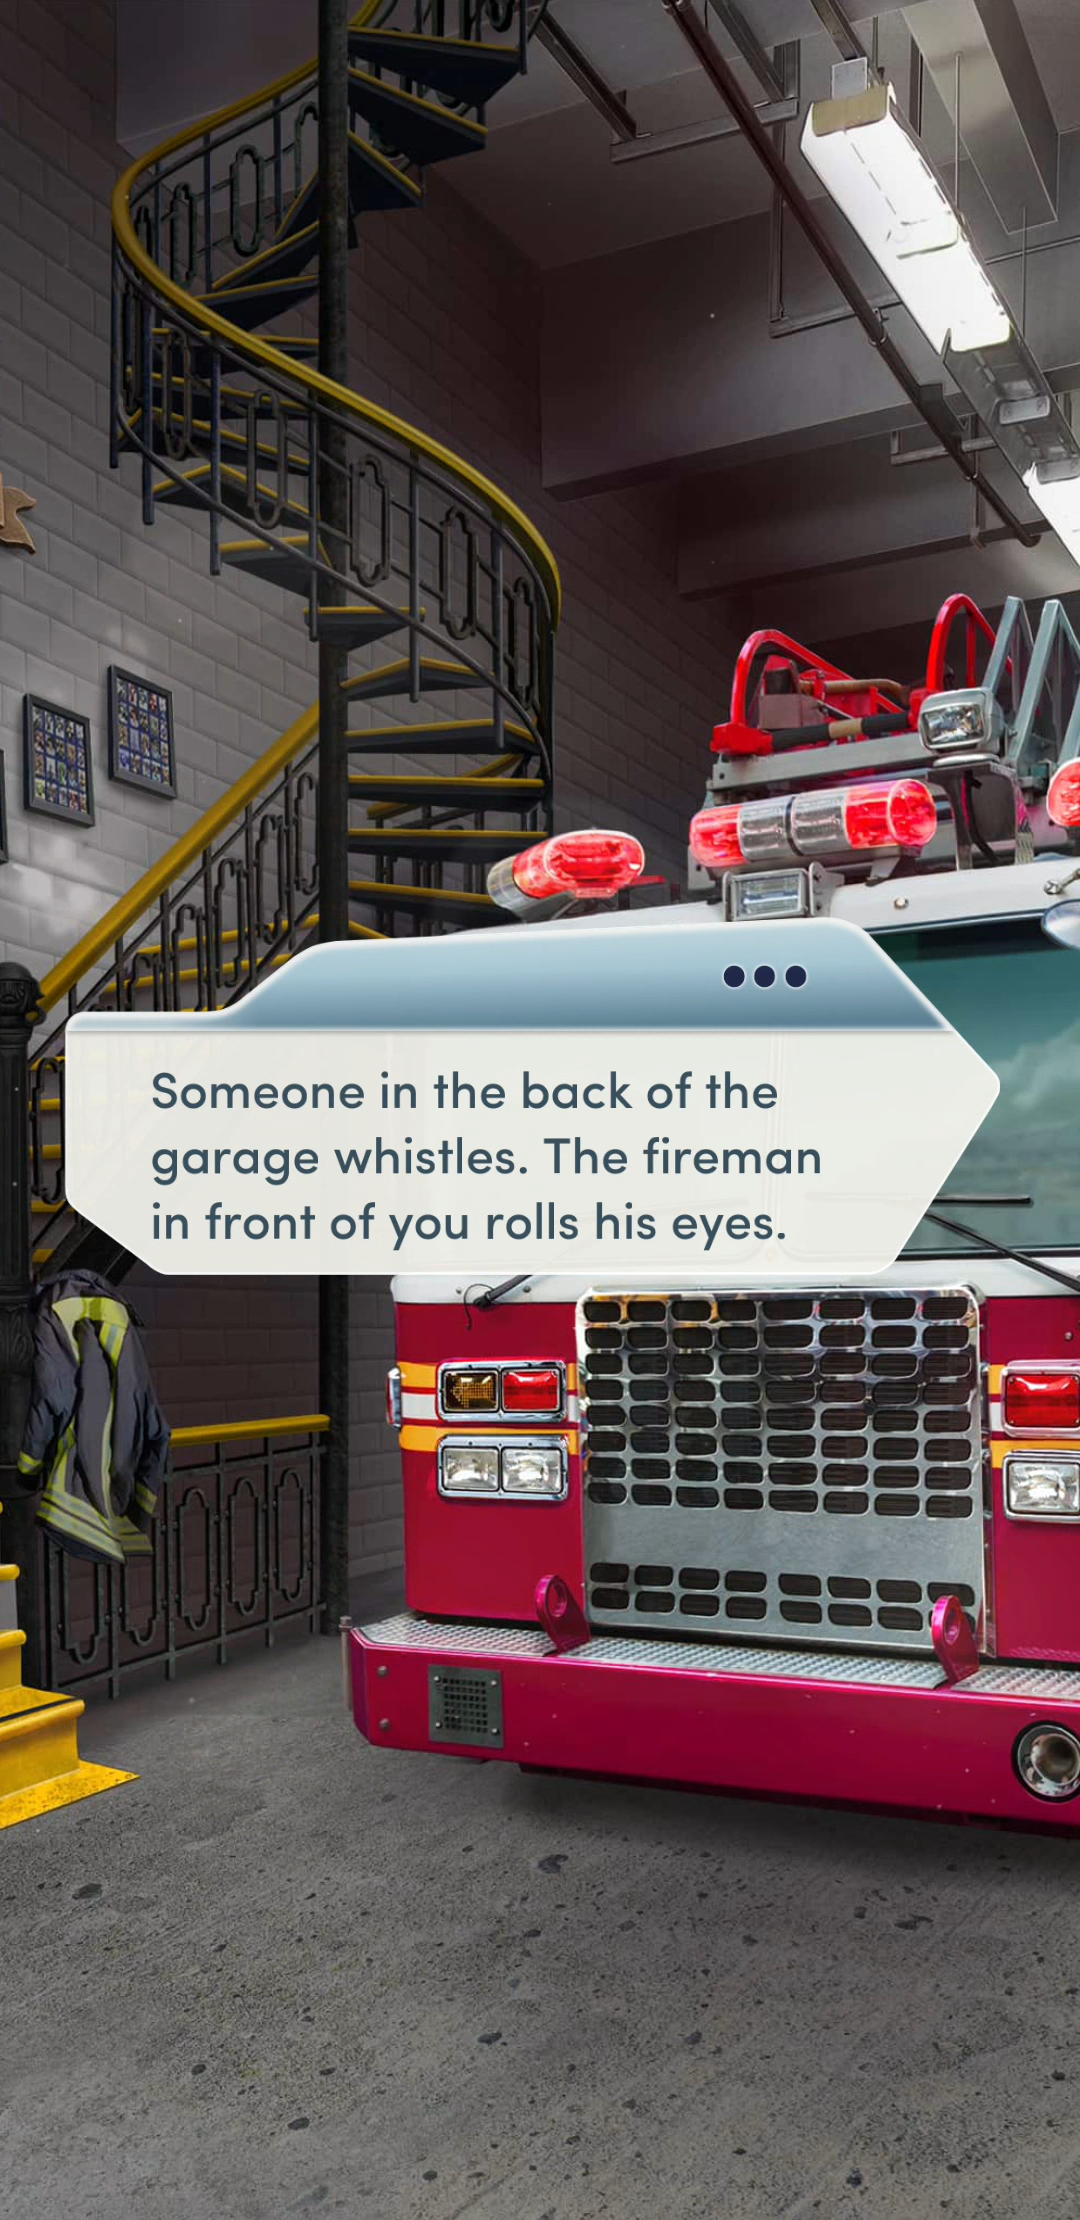 Someone in the back of the
garage whistles. The fireman
in front of you rolls his eyes.